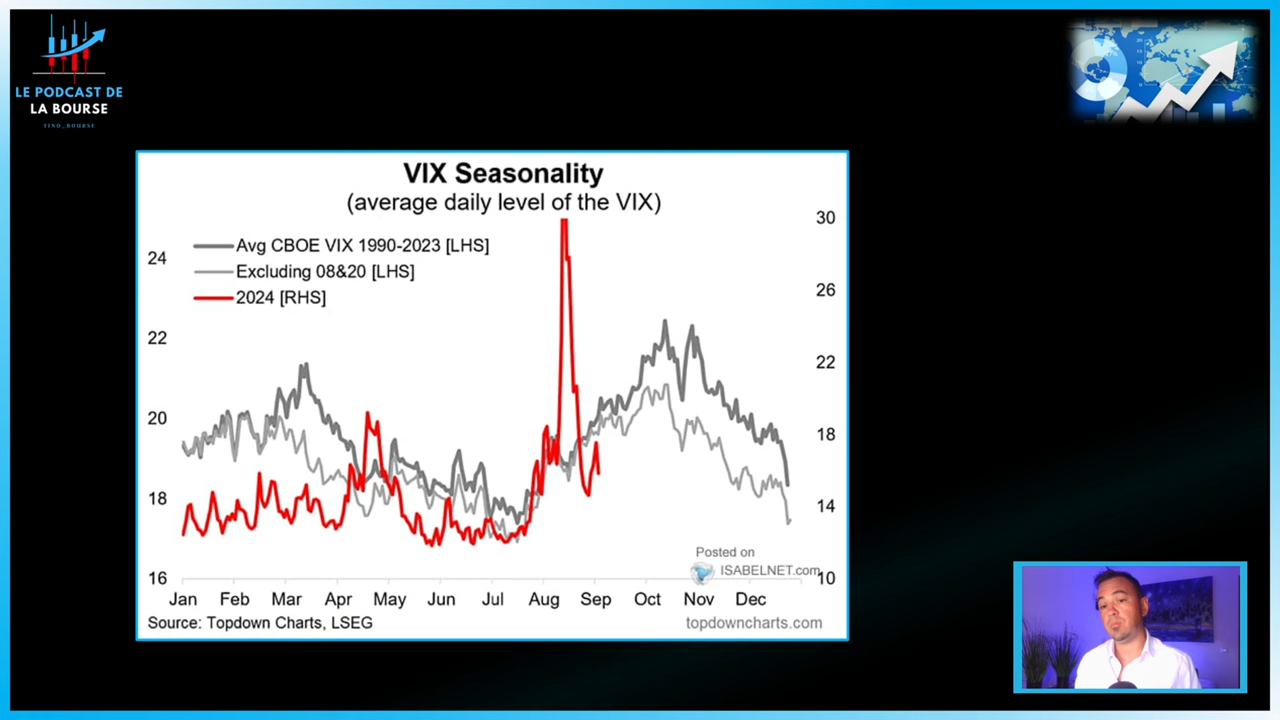 LE PODCAST DE
LA BOURSE
TINO_BOURSE
VIX Seasonality
(average daily level of the VIX)
Avg CBOE VIX 1990-2023 [LHS]
Excluding 08&20 [LHS]
2024 [RHS]
24
22
20
18
16
30
26
22
18
14
10
Posted on
ISABELNET.com
Jan Feb Mar Apr May Jun Jul Aug Sep Oct Nov Dec
Source: Topdown Charts, LSEG
topdowncharts.com